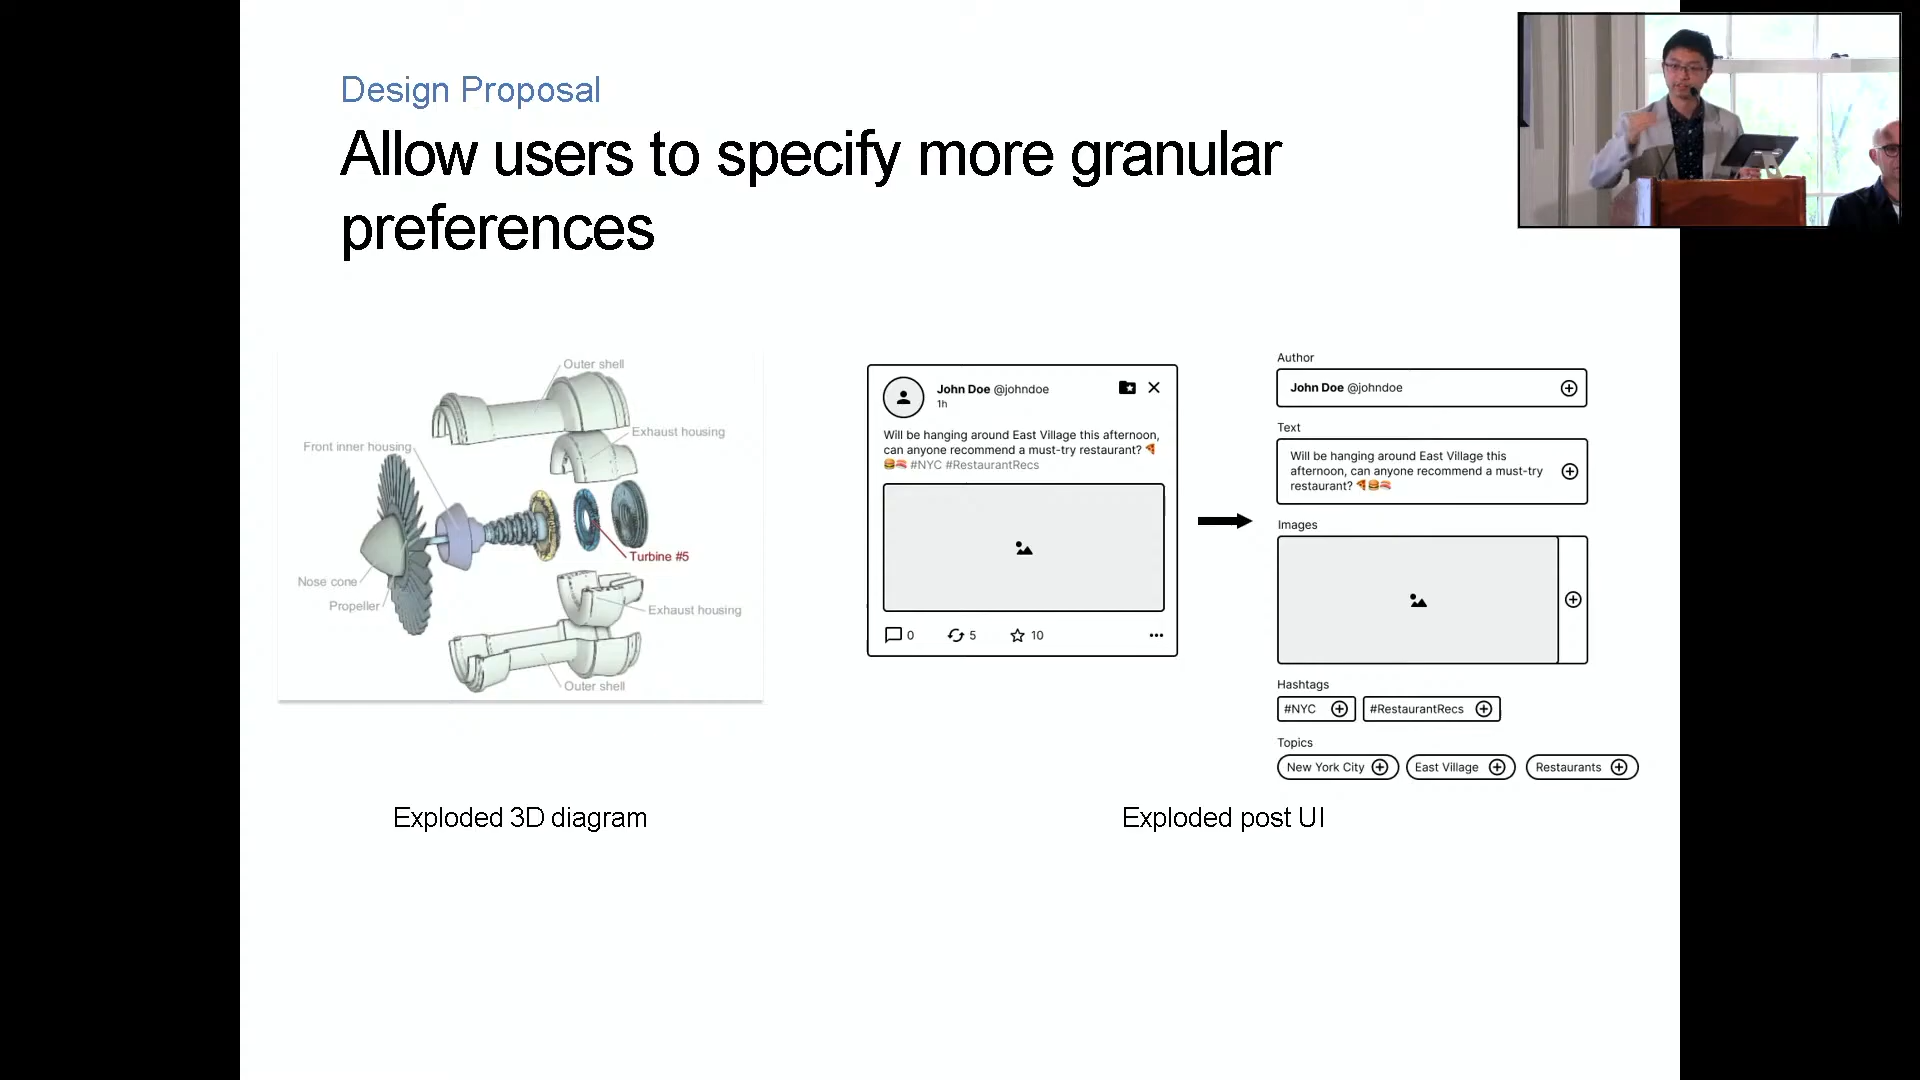 Design Proposal
Allow users to specify more granular
preferences
Outer shell
Exhaust housing
Front inner housing
Turbine #5
Nose cone
Propeller
Exhaust housing
Outer shell
Exploded 3D diagram
John Doe @johndoe
1h
Will be hanging around East Village this afternoon,
can anyone recommend a must-try restaurant? 🍕
🍔🍣 #NYC #RestaurantRecs
0
5
10
Author
John Doe @johndoe
Text
Will be hanging around East Village this
afternoon, can anyone recommend a must-try
restaurant? 🍕🍔🍣
Images
Hashtags
#NYC
#RestaurantRecs
Topics
New York City
East Village
Restaurants
Exploded post UI